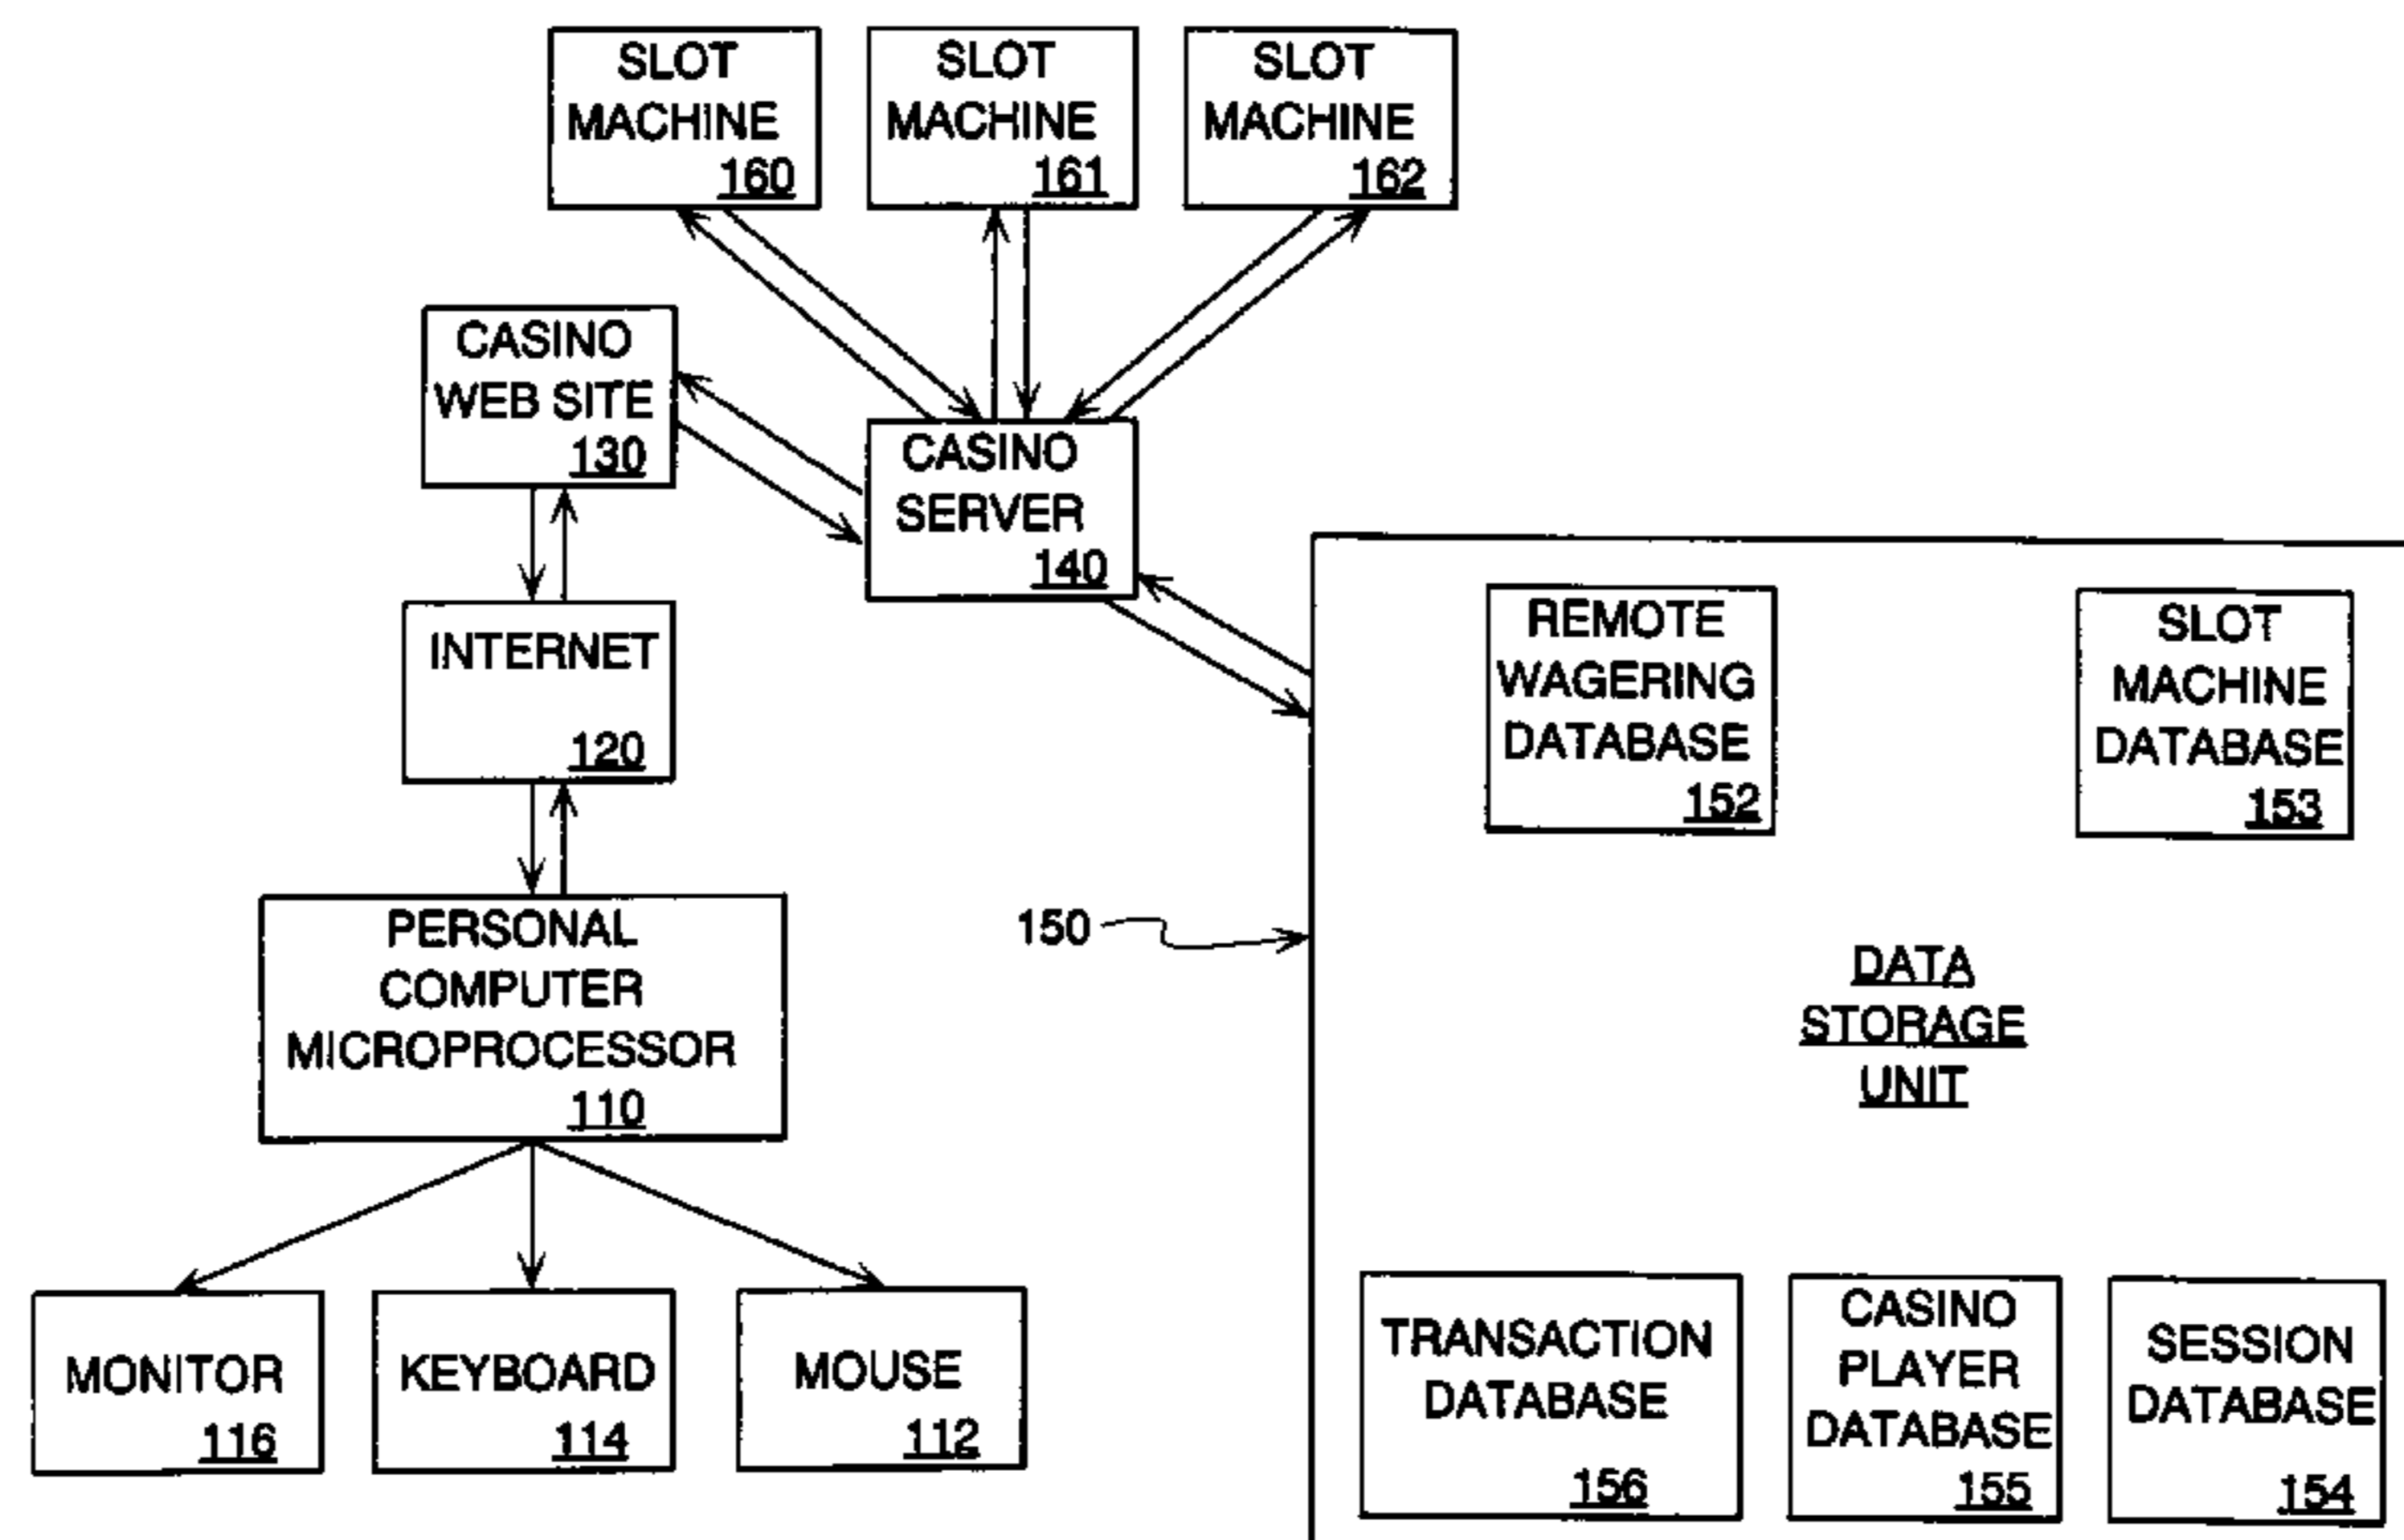 SLOT
MACHINE
160
SLOT
MACHINE
161
SLOT
MACHINE
162
CASINO
WEB SITE
130
CASINO
SERVER
140
INTERNET
120
REMOTE
WAGERING
DATABASE
152
SLOT
MACHINE
DATABASE
153
PERSONAL
COMPUTER
MICROPROCESSOR
110
150
DATA
STORAGE
UNIT
MONITOR
116
KEYBOARD
114
MOUSE
112
TRANSACTION
DATABASE
156
CASINO
PLAYER
DATABASE
155
SESSION
DATABASE
154